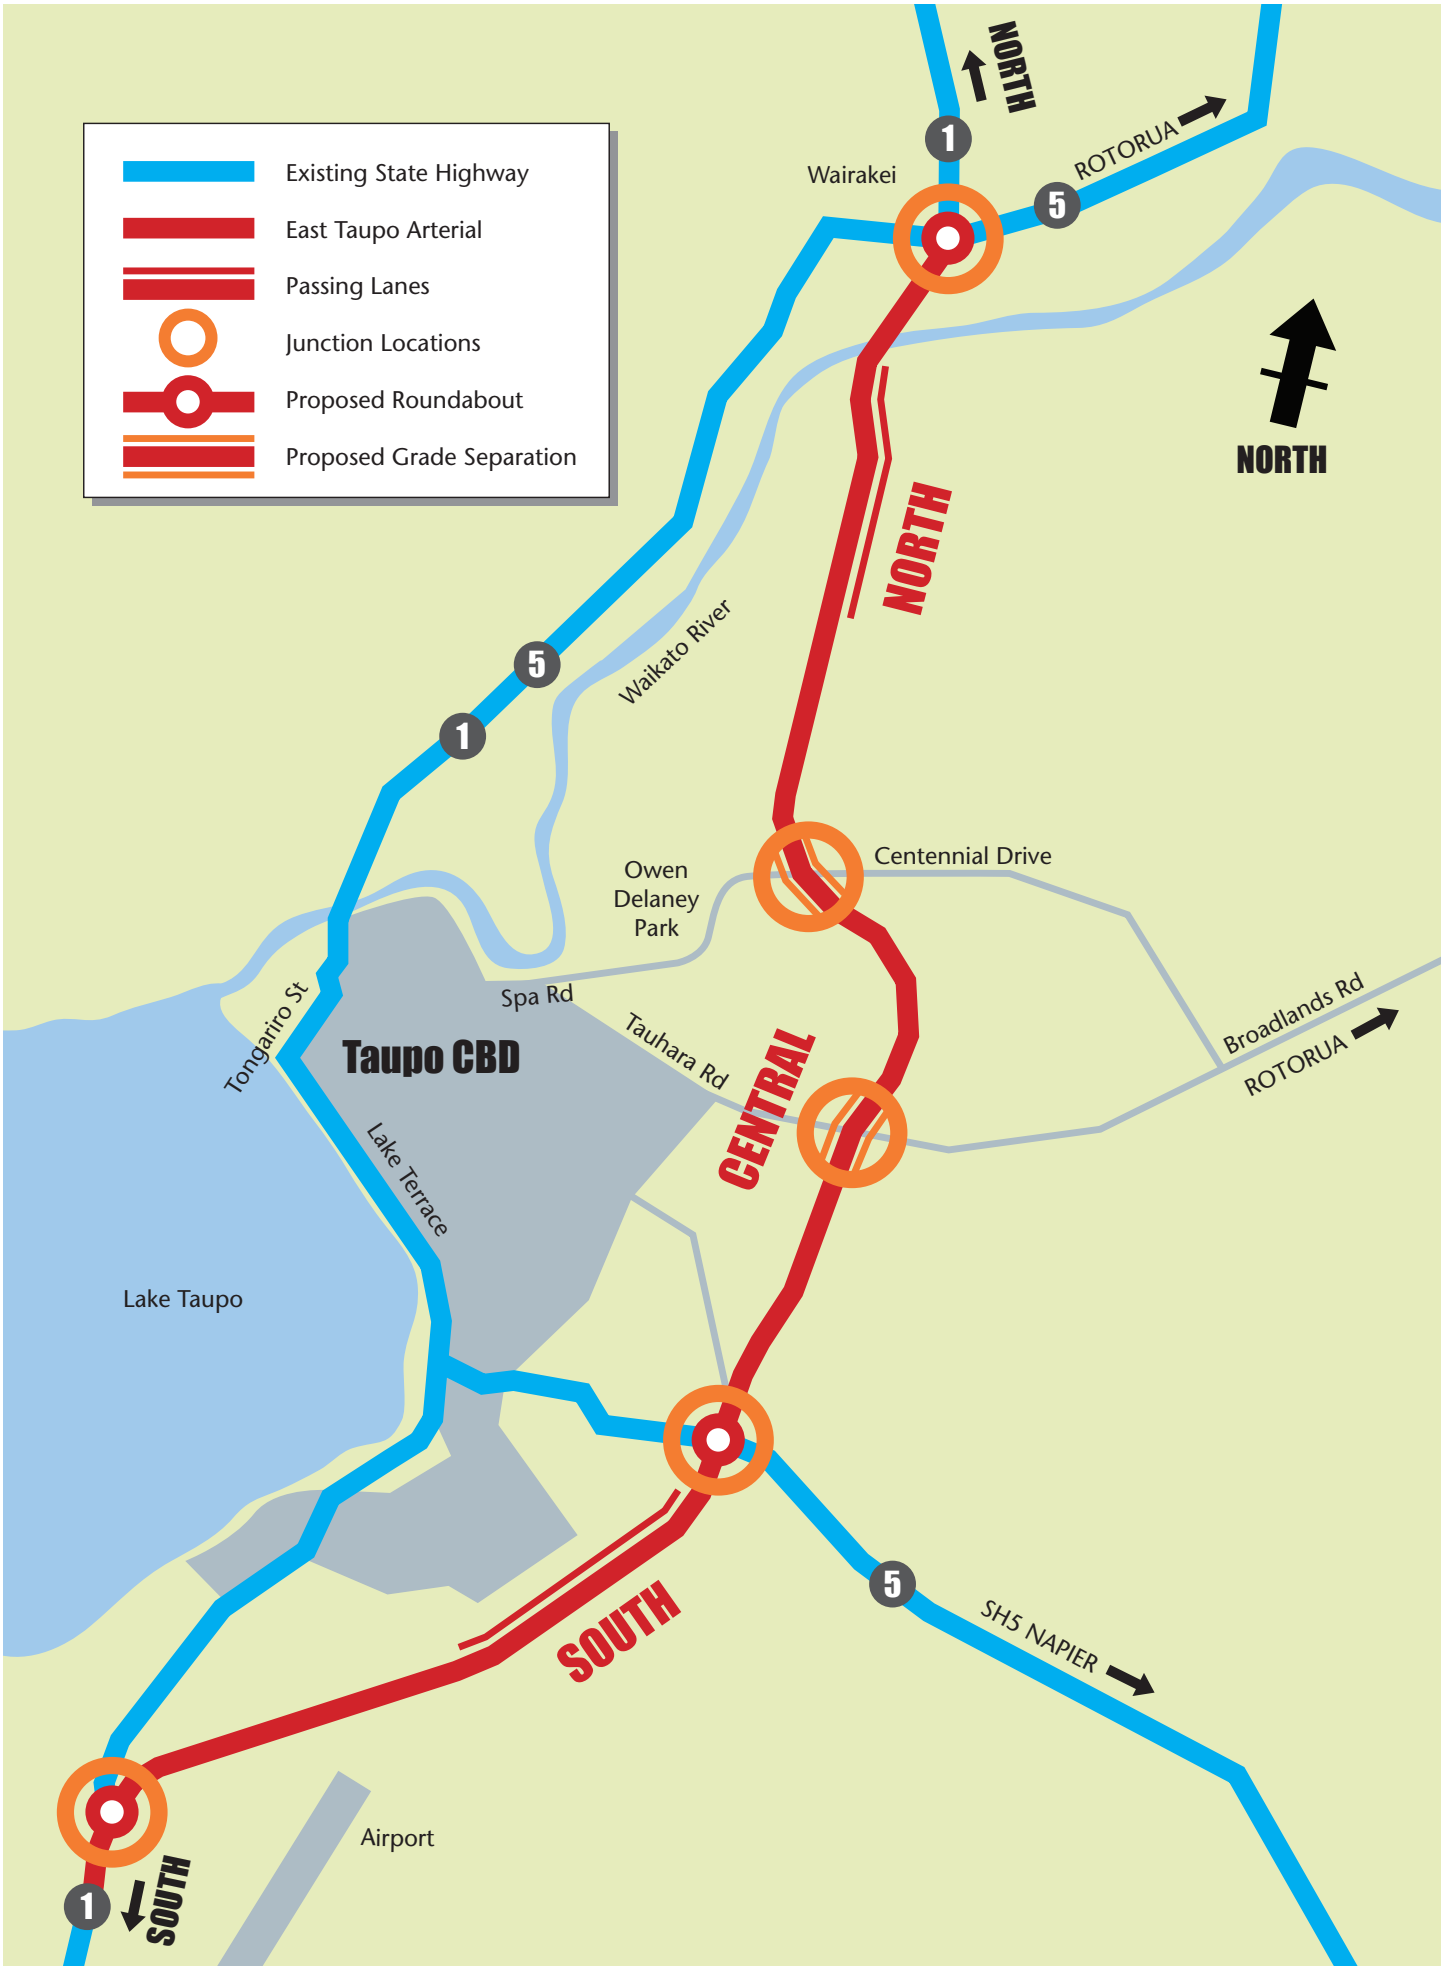 NORTH
1
ROTORUA
Wairakei
5
Existing State Highway
East Taupo Arterial
Passing Lanes
Junction Locations
Proposed Roundabout
Proposed Grade Separation
NORTH
NORTH
Waikato River
5
1
Owen
Delaney
Park
Centennial Drive
Spa Rd
Tongariro St
Taupo CBD
Tauhara Rd
Broadlands Rd
ROTORUA
CENTRAL
Lake Terrace
Lake Taupo
5
SH5 NAPIER
SOUTH
Airport
1
SOUTH